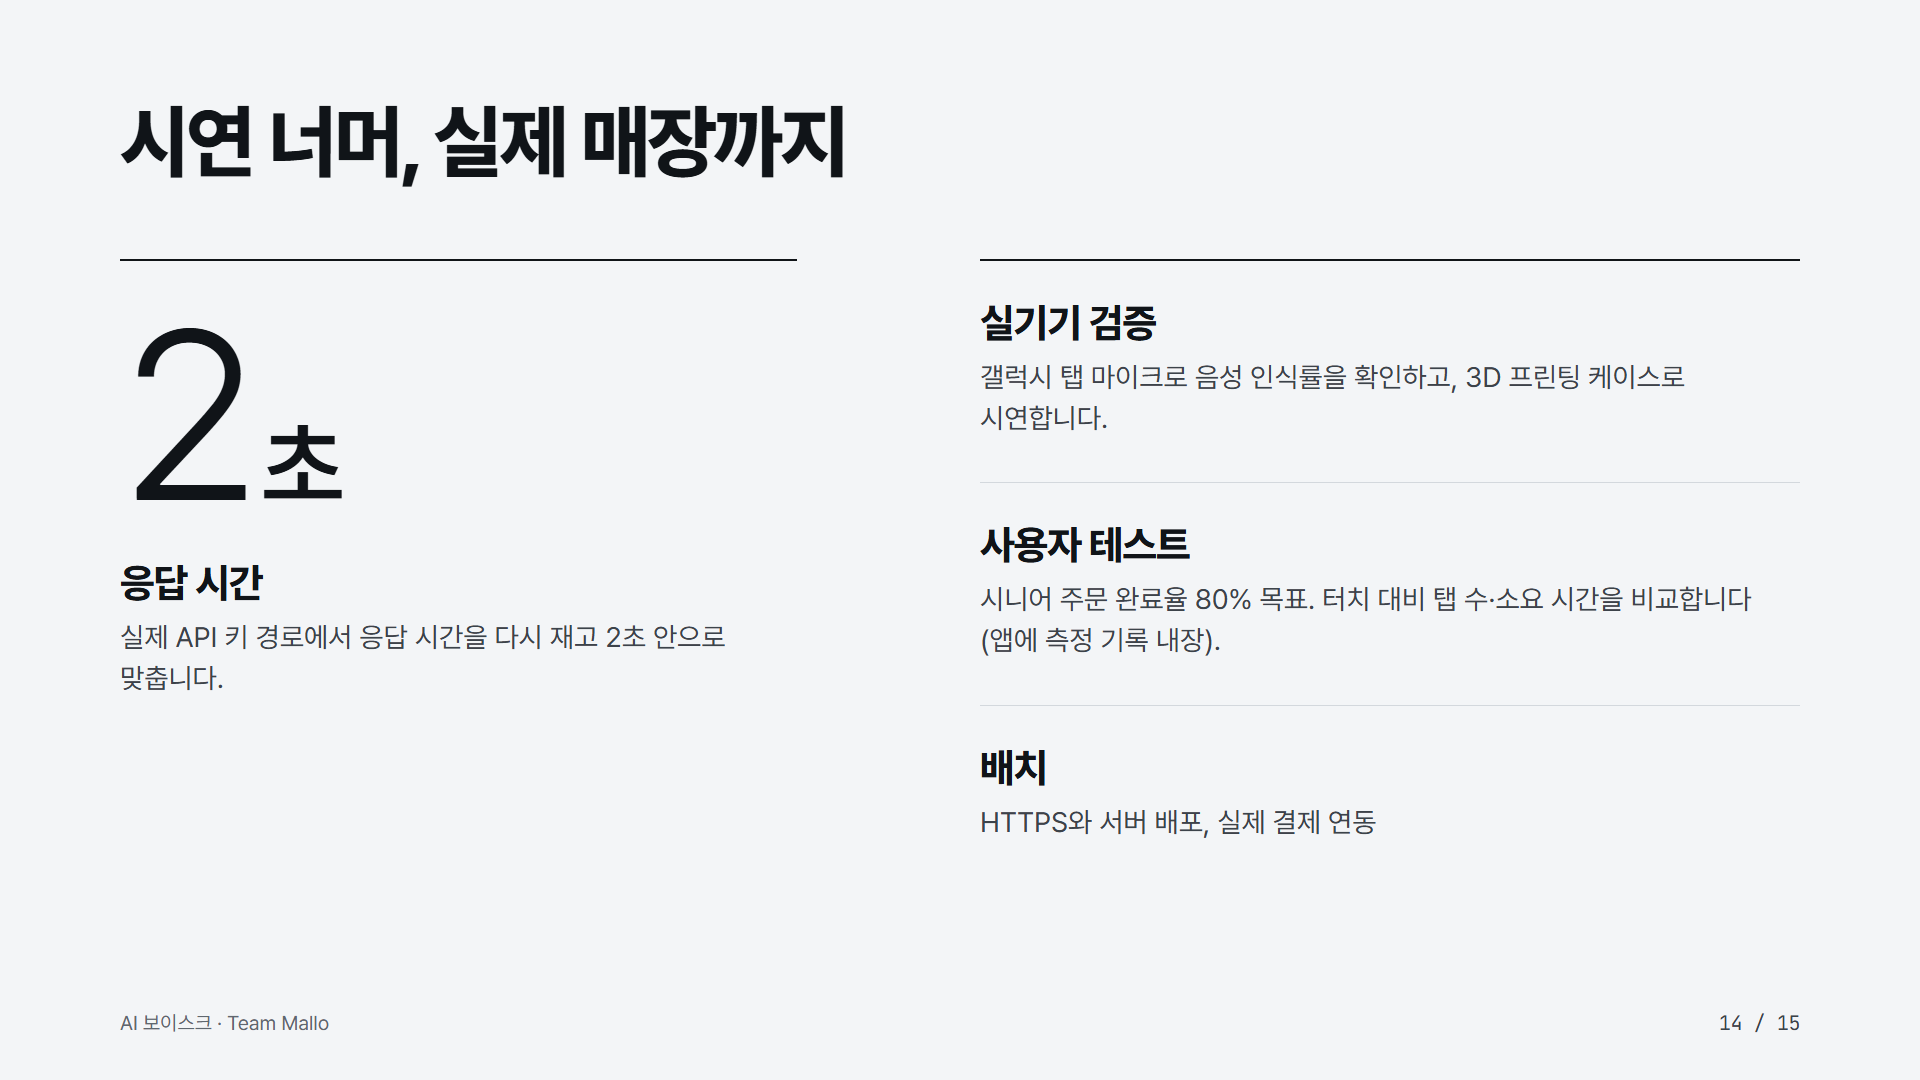 시연 너머, 실제 매장까지
2초
응답 시간
실제 API 키 경로에서 응답 시간을 다시 재고 2초 안으로
맞춥니다.
실기기 검증
갤럭시 탭 마이크로 음성 인식률을 확인하고, 3D 프린팅 케이스로
시연합니다.
사용자 테스트
시니어 주문 완료율 80% 목표. 터치 대비 탭 수·소요 시간을 비교합니다
(앱에 측정 기록 내장).
배치
HTTPS와 서버 배포, 실제 결제 연동
AI 보이스크 · Team Mallo
14 / 15